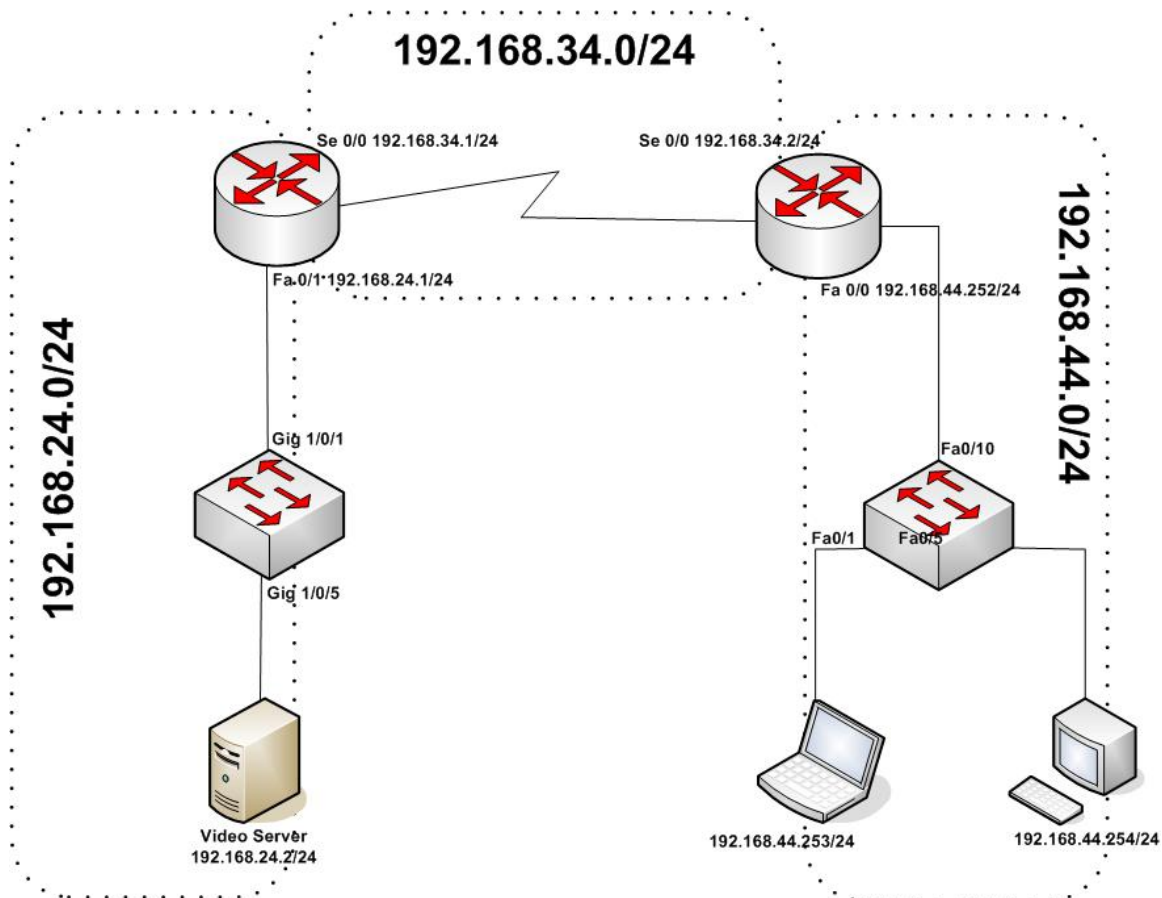 192.168.34.0/24
Se 0/0 192.168.34.1/24
Se 0/0 192.168.34.2/24
Fa 0/1 192.168.24.1/24
Fa 0/0 192.168.44.252/24
192.168.24.0/24
192.168.44.0/24
Gig 1/0/1
Fa0/10
Fa0/1
Fa0/5
Gig 1/0/5
Video Server
192.168.24.2/24
192.168.44.253/24
192.168.44.254/24